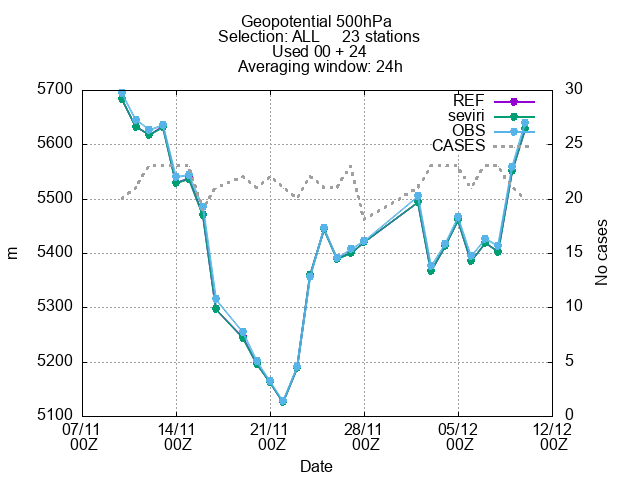 Geopotential 500hPa
Selection: ALL 23 stations
Used 00 + 24
Averaging window: 24h
5700
5600
5500
5400
5300
5200
5100
m
REF
seviri
OBS
CASES
30
25
20
15
10
5
0
No cases
07/11 14/11 21/11 28/11 05/12 12/12
00Z 00Z 00Z 00Z 00Z 00Z
Date